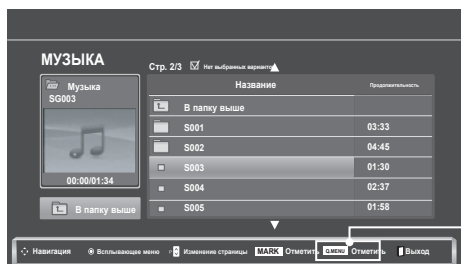 МУЗЫКА
Стр. 2/3 Нет выбранных вариантов
Музыка
SG003
00:00/01:34
В папку выше
Название Продолжительность
В папку выше
S001 03:33
S002 04:45
S003 01:30
S004 02:37
S005 01:58
Навигация Всплывающее меню P Изменение страницы MARK Отметить Q.MENU Отметить Выход